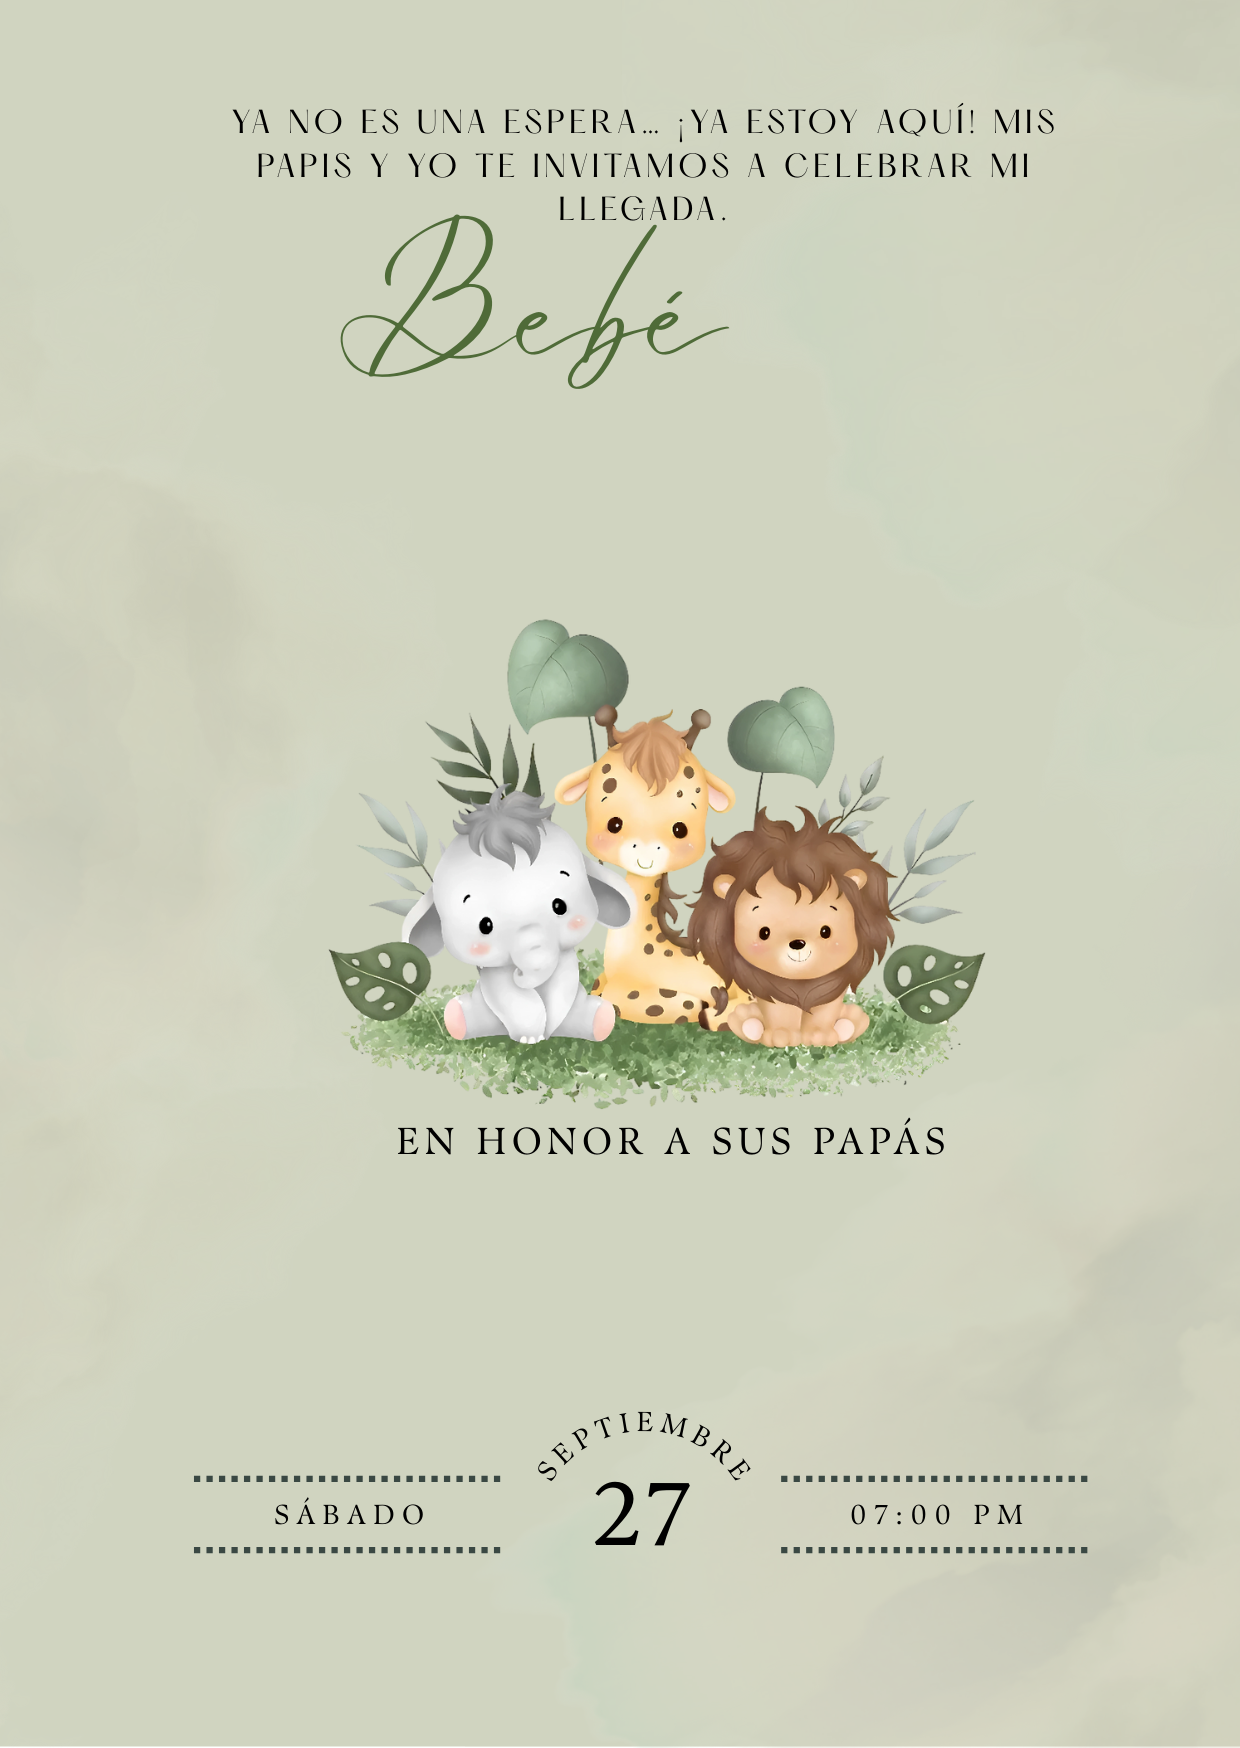 YA NO ES UNA ESPERA... ¡YA ESTOY AQUÍ! MIS
PAPIS Y YO TE INVITAMOS A CELEBRAR MI
LLEGADA.
Bebé
EN HONOR A SUS PAPÁS
SEPTIEMBRE
SÁBADO
27
07:00 PM